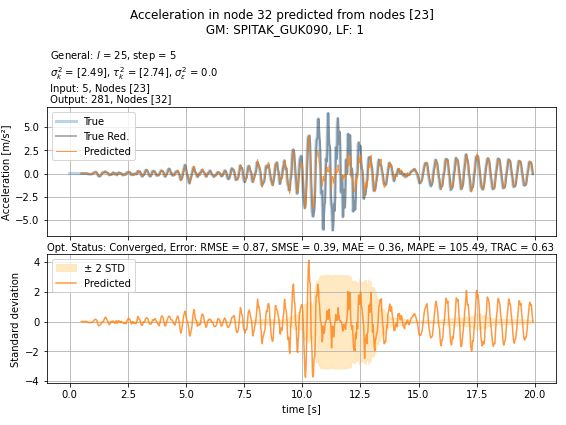 Acceleration in node 32 predicted from nodes [23]
GM: SPITAK_GUK090, LF: 1
General: l = 25, step = 5
σ²ₖ = [2.49], τ²ₖ = [2.74], σ²ε = 0.0
Input: 5, Nodes [23]
Output: 281, Nodes [32]
Acceleration [m/s²]
5.0
2.5
0.0
−2.5
−5.0
True
True Red.
Predicted
Opt. Status: Converged, Error: RMSE = 0.87, SMSE = 0.39, MAE = 0.36, MAPE = 105.49, TRAC = 0.63
Standard deviation
4
2
0
−2
−4
± 2 STD
Predicted
0.0 2.5 5.0 7.5 10.0 12.5 15.0 17.5 20.0
time [s]